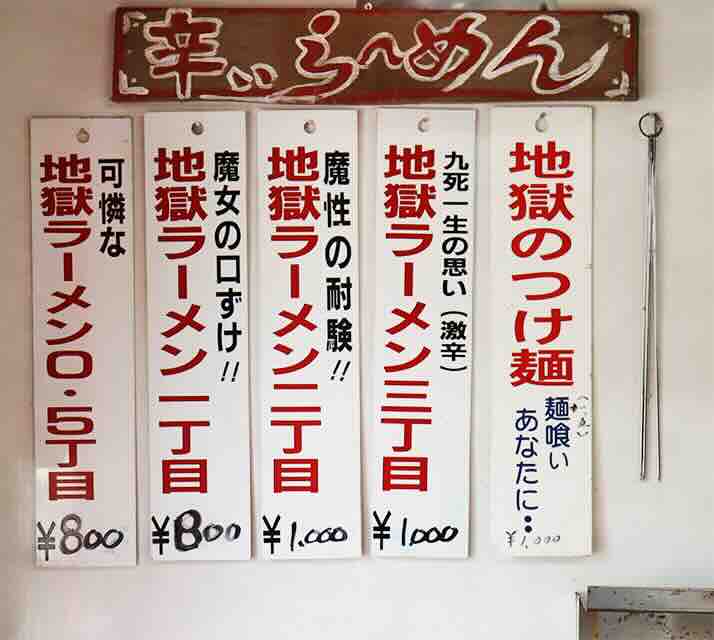 辛いらーめん
地獄のつけ麺
麺喰い
あなたに・・
¥1,000
九死一生の思い（激辛）
地獄ラーメン三丁目
¥1,000
魔性の耐験!!
地獄ラーメン二丁目
¥1.000
魔女の口ずけ!!
地獄ラーメン一丁目
¥800
可憐な
地獄ラーメン0・5丁目
¥800